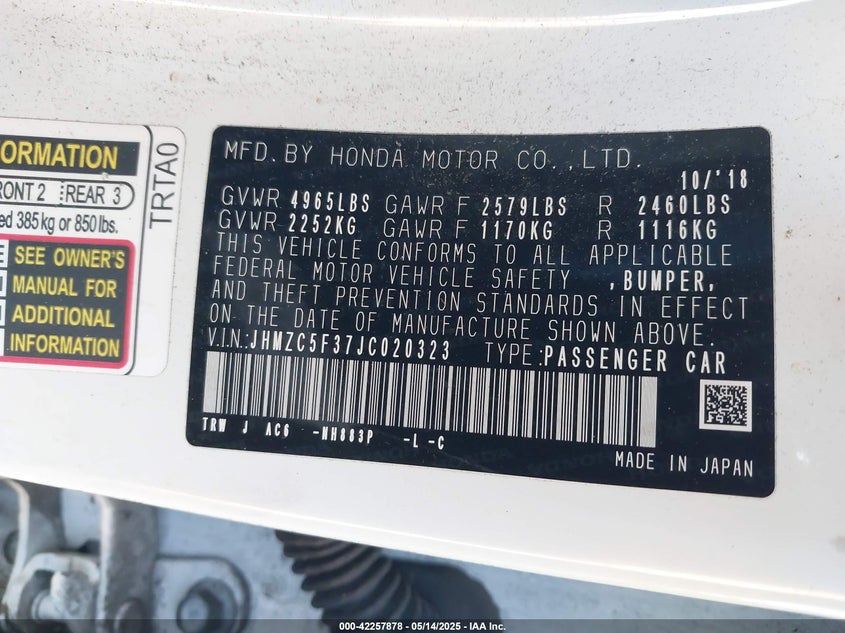 ORMATION
RONT 2 REAR 3
ed 385 kg or 850 lbs.
SEE OWNER'S
MANUAL FOR
ADDITIONAL
INFORMATION
TRTA0
MFD. BY HONDA MOTOR CO.,LTD.
10/'18
GVWR 4965LBS GAWR F 2579LBS R 2460LBS
GVWR 2252KG GAWR F 1170KG R 1116KG
THIS VEHICLE CONFORMS TO ALL APPLICABLE
FEDERAL MOTOR VEHICLE SAFETY ,BUMPER,
AND THEFT PREVENTION STANDARDS IN EFFECT
ON THE DATE OF MANUFACTURE SHOWN ABOVE.
V.I.N.:JHMZC5F37JC020323 TYPE:PASSENGER CAR
TRW J AC6 -NH883P -L -C
MADE IN JAPAN
000-42257878 - 05/14/2025 - IAA Inc.